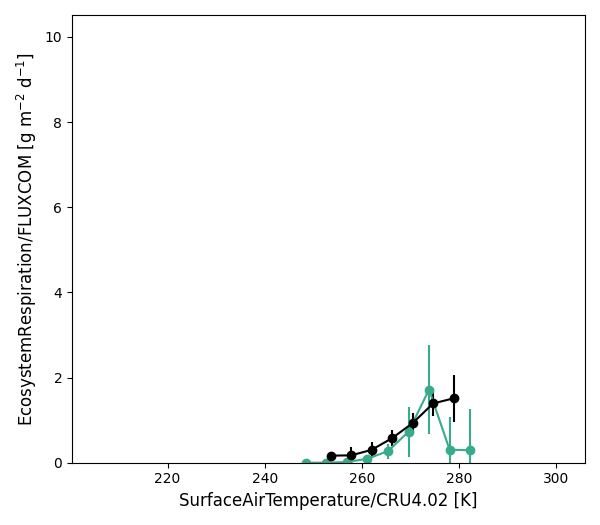 EcosystemRespiration/FLUXCOM [g m⁻² d⁻¹]
10
8
6
4
2
0
220 240 260 280 300
SurfaceAirTemperature/CRU4.02 [K]